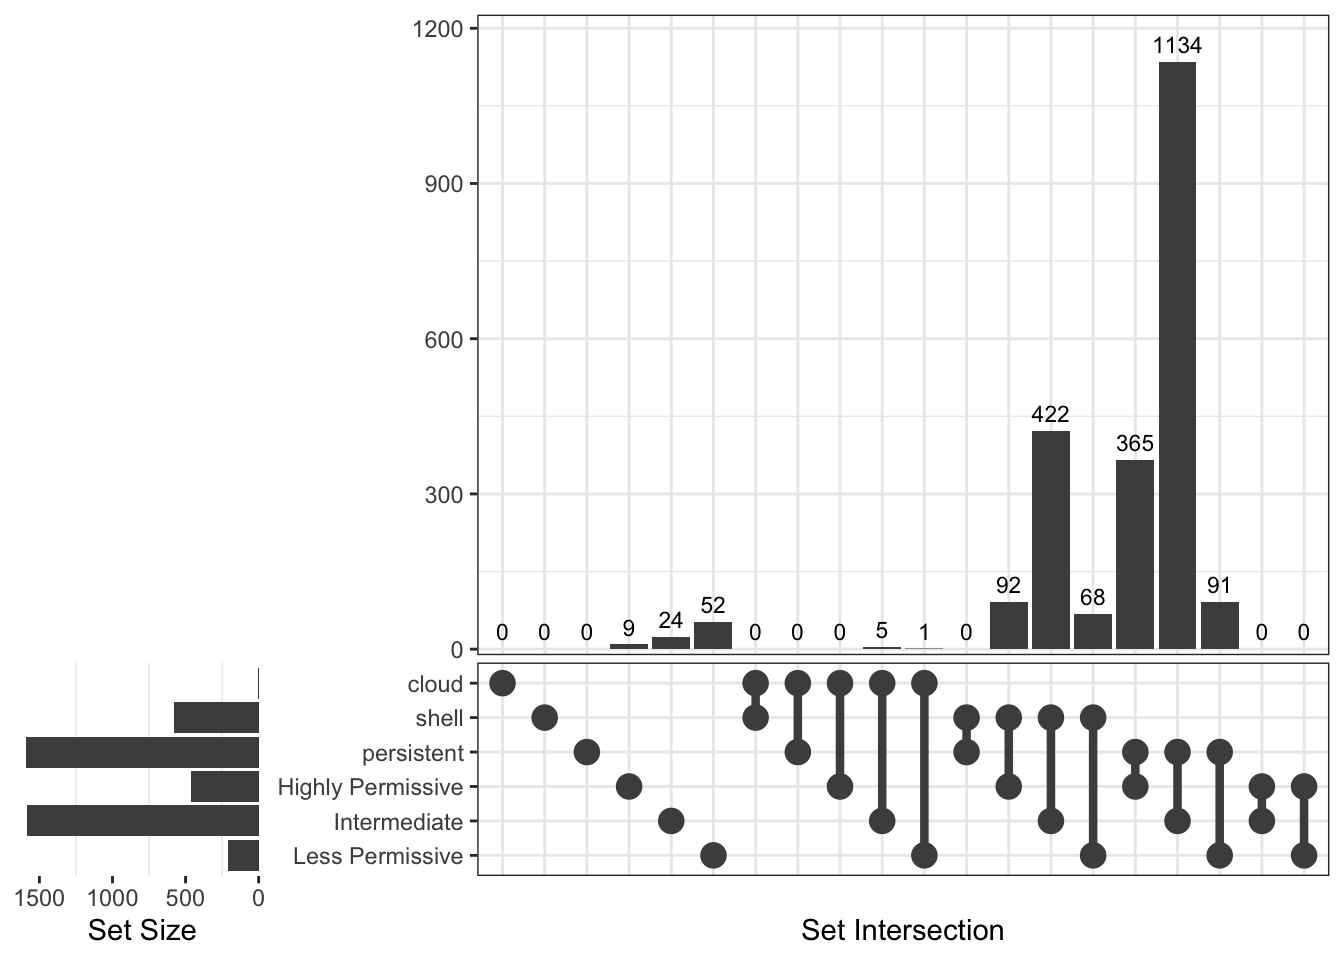 1200
900
600
300
0
0
0
0
9
24
52
0
0
0
5
1
0
92
422
68
365
1134
91
0
0
cloud
shell
persistent
Highly Permissive
Intermediate
Less Permissive
1500 1000 500 0
Set Size
Set Intersection